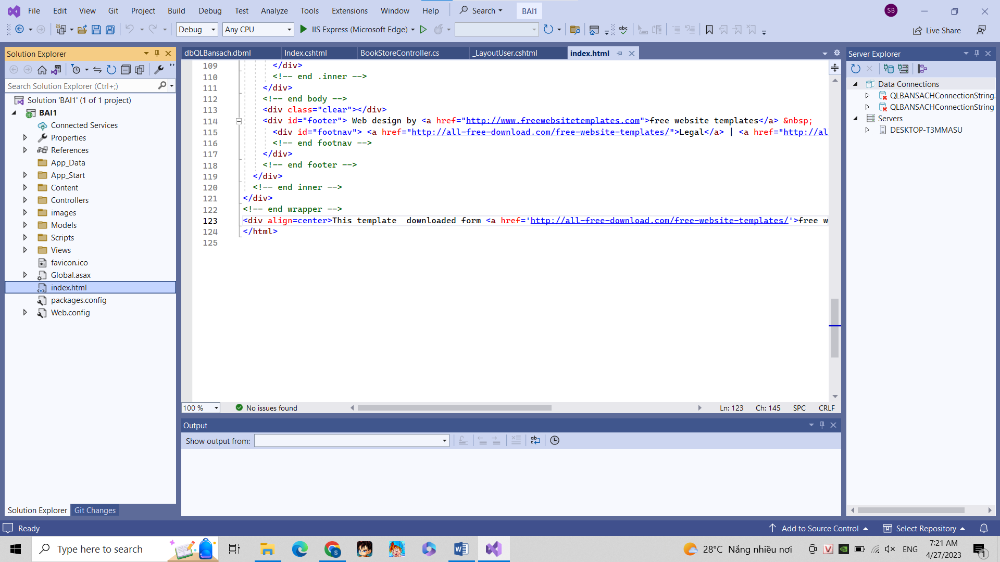 File Edit View Git Project Build Debug Test Analyze Tools Extensions Window Help Search BAI1 SB
Debug Any CPU IIS Express (Microsoft Edge) Live Share
Solution Explorer
Search Solution Explorer (Ctrl+;)
Solution 'BAI1' (1 of 1 project)
BAI1
Connected Services
Properties
References
App_Data
App_Start
Content
Controllers
images
Models
Scripts
Views
favicon.ico
Global.asax
index.html
packages.config
Web.config
Solution Explorer Git Changes
dbQLBansach.dbml Index.cshtml BookStoreController.cs _LayoutUser.cshtml index.html
109 </div>
110 <!-- end .inner -->
111 </div>
112 <!-- end body -->
113 <div class="clear"></div>
114 <div id="footer"> Web design by <a href="http://www.freewebsitetemplates.com">free website templates</a> &nbsp;
115 <div id="footnav"> <a href="http://all-free-download.com/free-website-templates/">Legal</a> | <a href="http://al
116 <!-- end footnav -->
117 </div>
118 <!-- end footer -->
119 </div>
120 <!-- end inner -->
121 </div>
122 <!-- end wrapper -->
123 <div align=center>This template  downloaded form <a href='http://all-free-download.com/free-website-templates/'>free w
124 </html>
125
100 % No issues found Ln: 123 Ch: 145 SPC CRLF
Output
Show output from:
Server Explorer
Data Connections
QLBANSACHConnectionString
QLBANSACHConnectionString
Servers
DESKTOP-T3MMASU
Ready Add to Source Control Select Repository
Type here to search 28°C Nắng nhiều nơi ENG 7:21 AM
4/27/2023 1